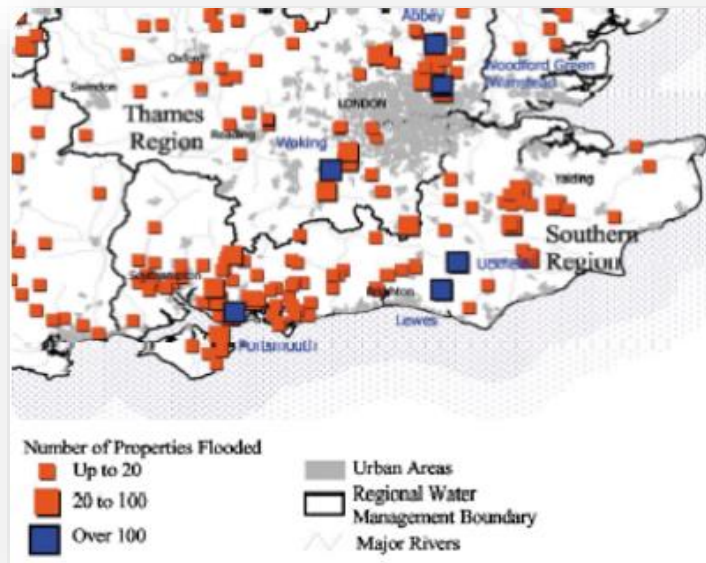 Abbey
Oxford
Woodford Green
(Wanstead)
Swindon
LONDON
Thames
Region
Reading
Woking
Yalding
Southern
Region
Uckfield
Southampton
Brighton
Lewes
Portsmouth
Number of Properties Flooded
Up to 20
20 to 100
Over 100
Urban Areas
Regional Water
Management Boundary
Major Rivers